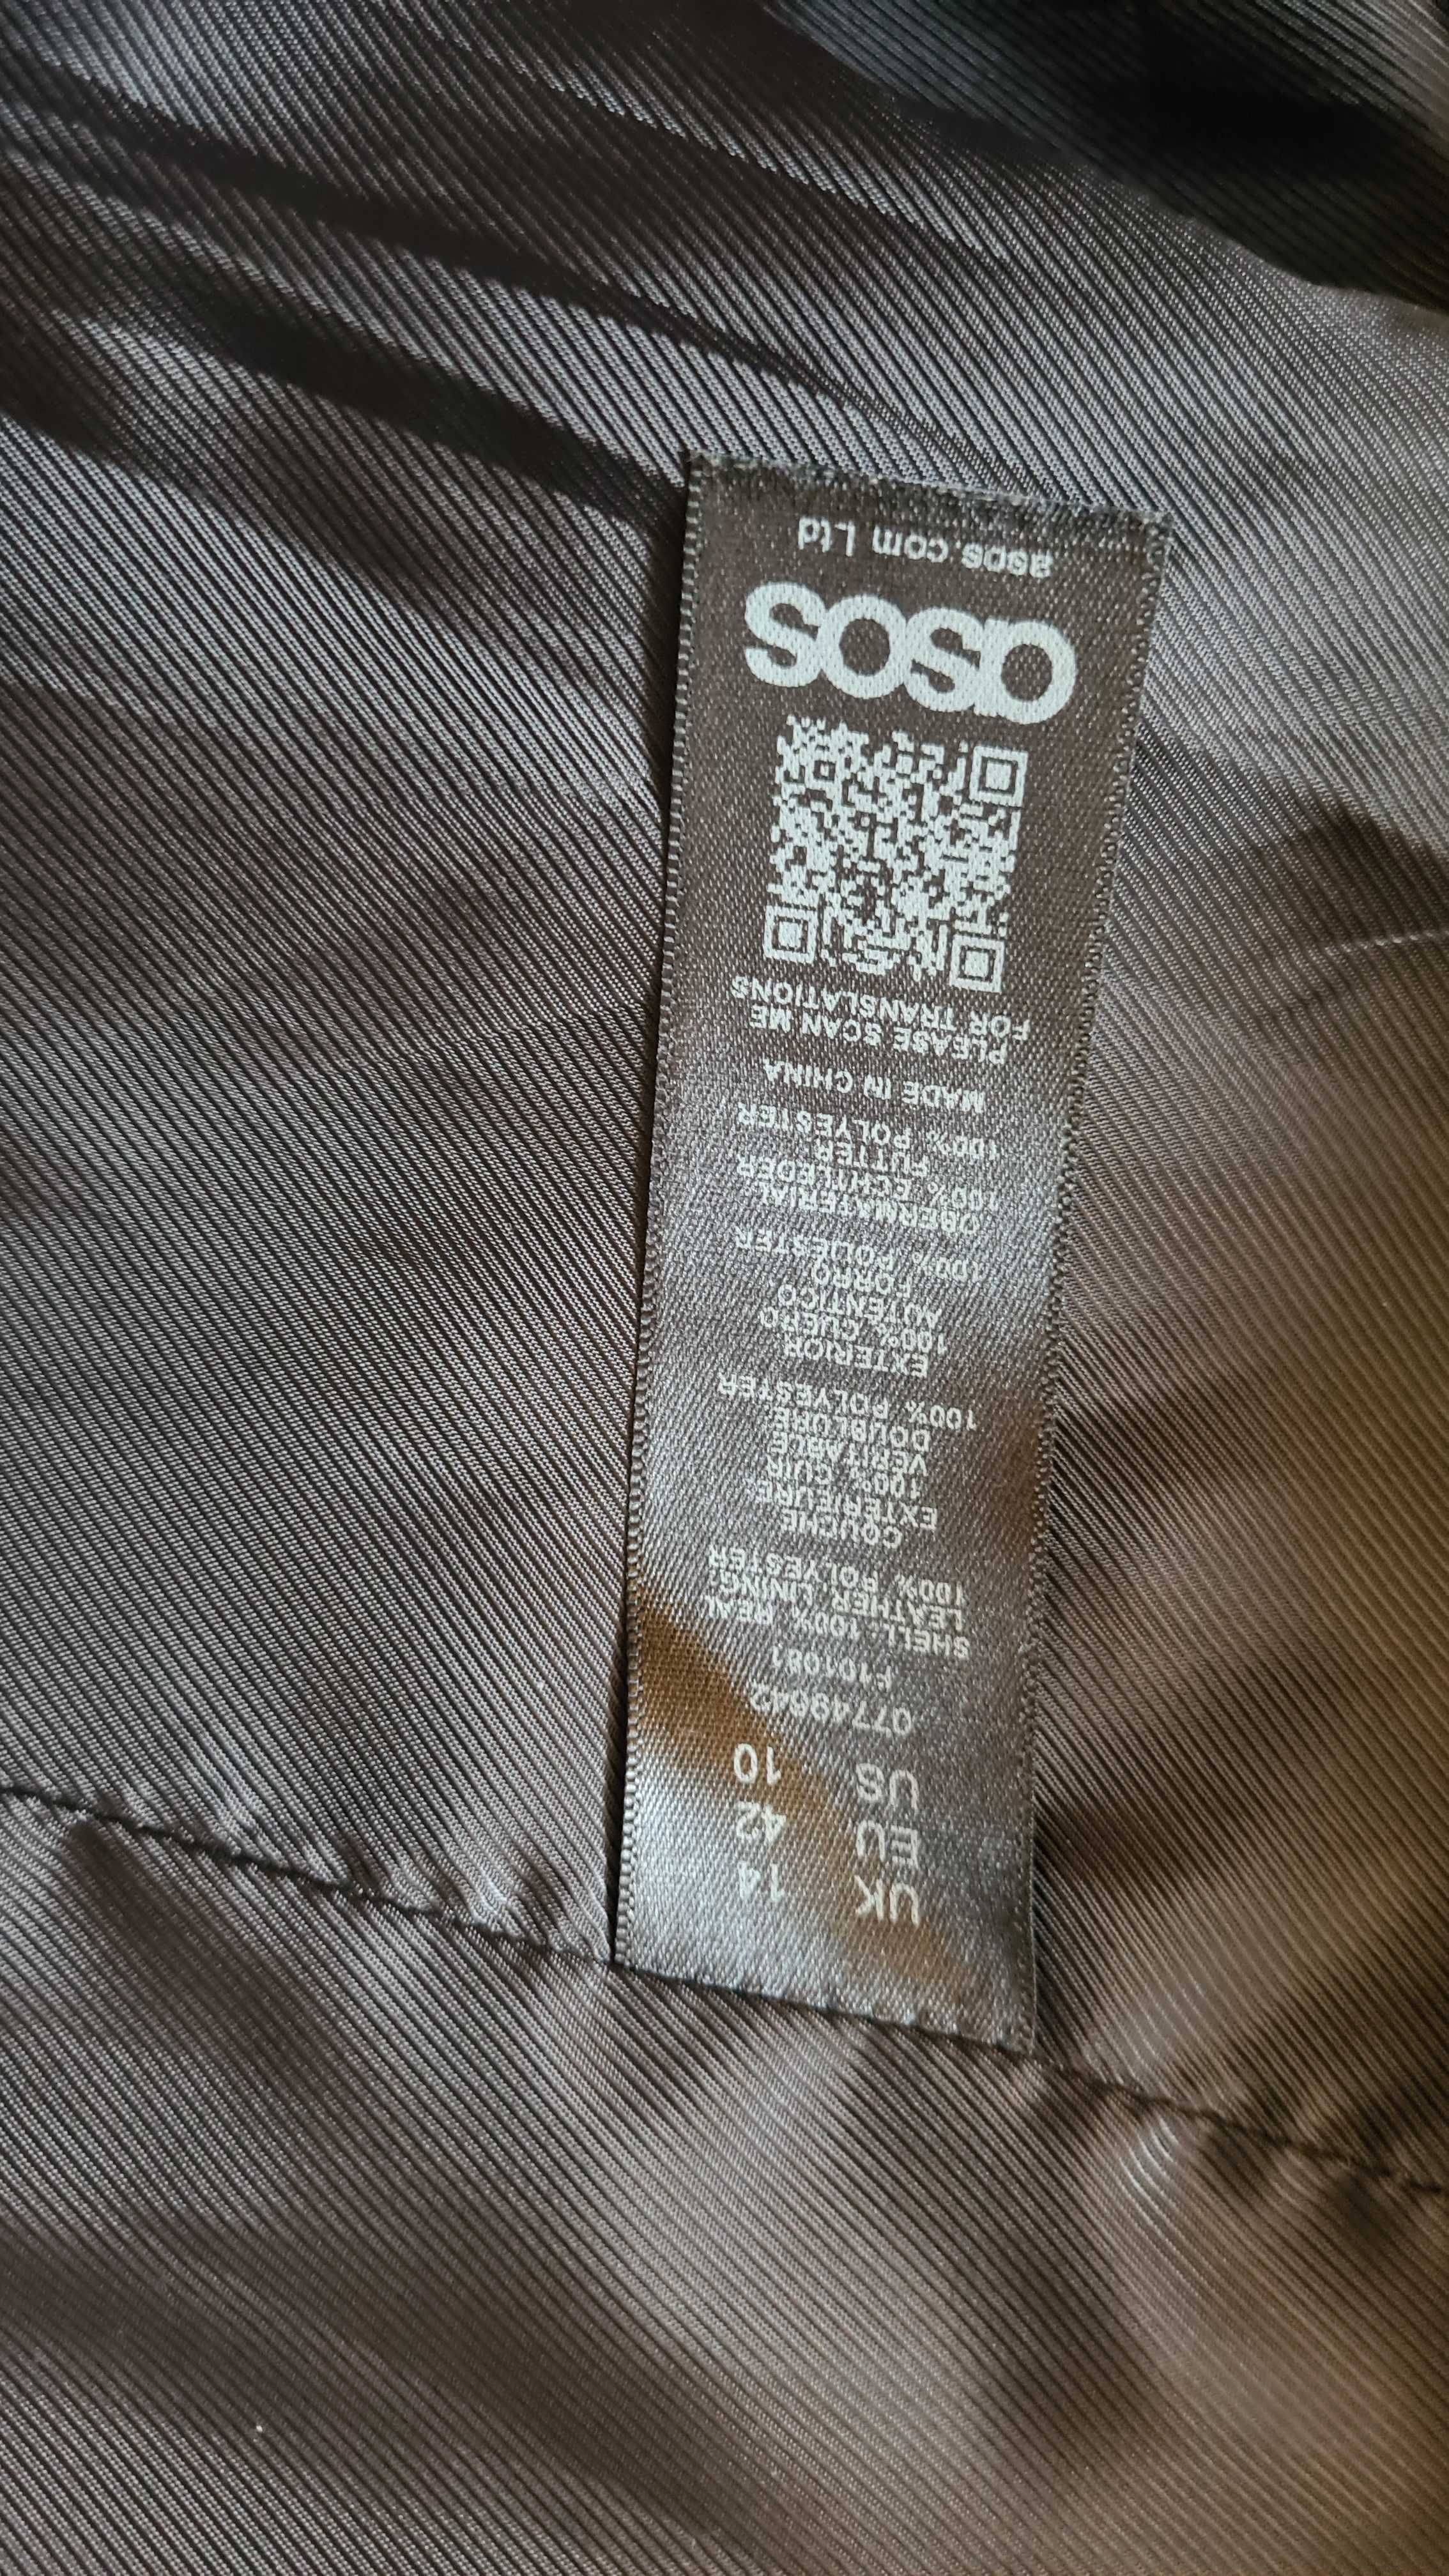 UK 14
EU 42
US 10
07749642
F101081
SHELL: 100% REAL
LEATHER LINING:
100% POLYESTER
COUCHE
EXTÉRIEURE
100% CUIR
VÉRITABLE
DOUBLURE
100% POLYESTER
EXTERIOR
100% CUERO
AUTÉNTICO
FORRO
100% POLIÉSTER
OBERMATERIAL:
100% ECHTLEDER
FUTTER
100% POLYESTER
MADE IN CHINA
PLEASE SCAN ME
FOR TRANSLATIONS
asos
asos.com Ltd